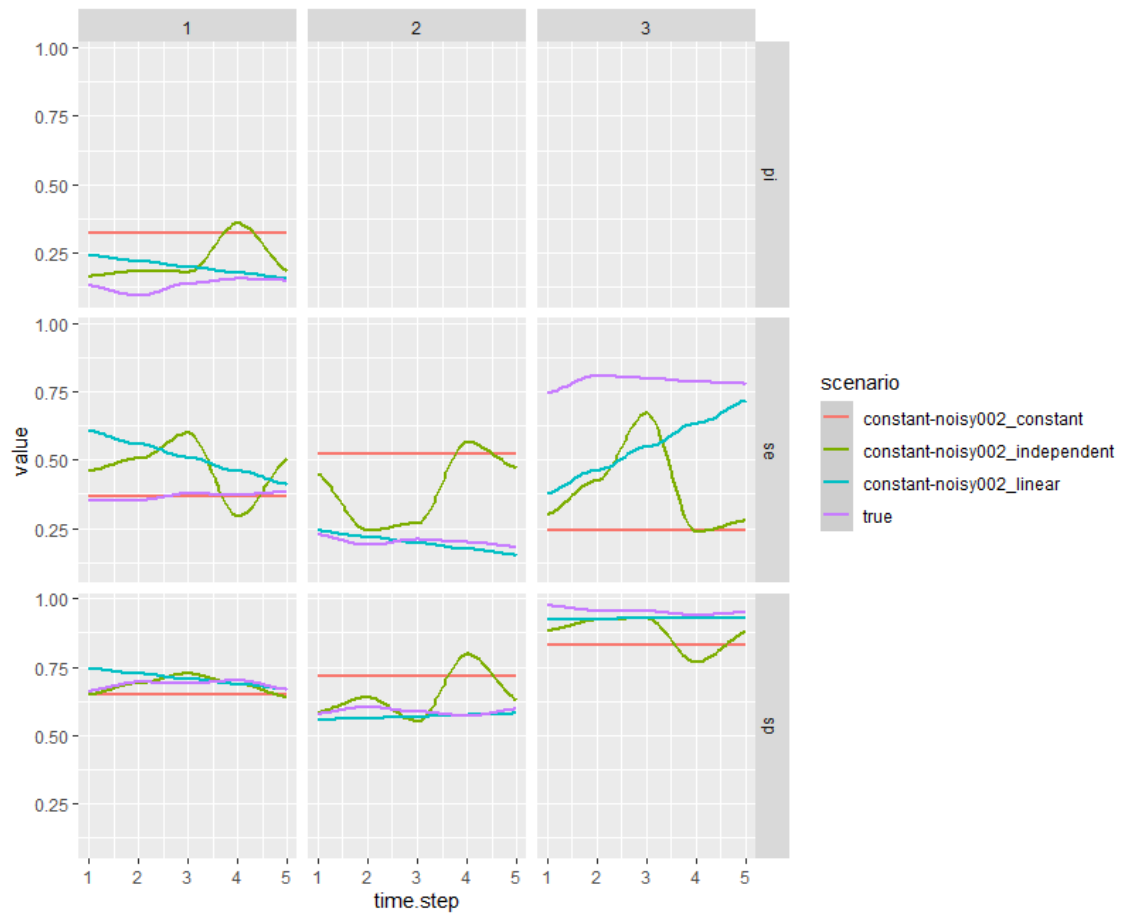 1 2 3
1.00
0.75
0.50
0.25
pi
1.00
0.75
0.50
0.25
se
value
1.00
0.75
0.50
0.25
sp
1 2 3 4 5 1 2 3 4 5 1 2 3 4 5
time.step
scenario
constant-noisy002_constant
constant-noisy002_independent
constant-noisy002_linear
true